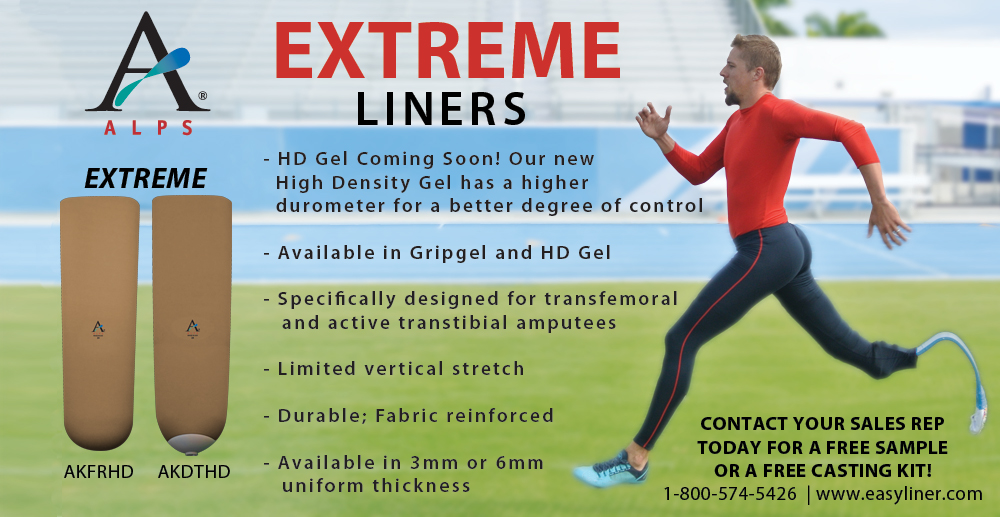 A®
ALPS
EXTREME
LINERS
EXTREME
AKFRHD
AKDTHD
- HD Gel Coming Soon! Our new
High Density Gel has a higher
durometer for a better degree of control
- Available in Gripgel and HD Gel
- Specifically designed for transfemoral
and active transtibial amputees
- Limited vertical stretch
- Durable; Fabric reinforced
- Available in 3mm or 6mm
uniform thickness
CONTACT YOUR SALES REP
TODAY FOR A FREE SAMPLE
OR A FREE CASTING KIT!
1-800-574-5426 | www.easyliner.com